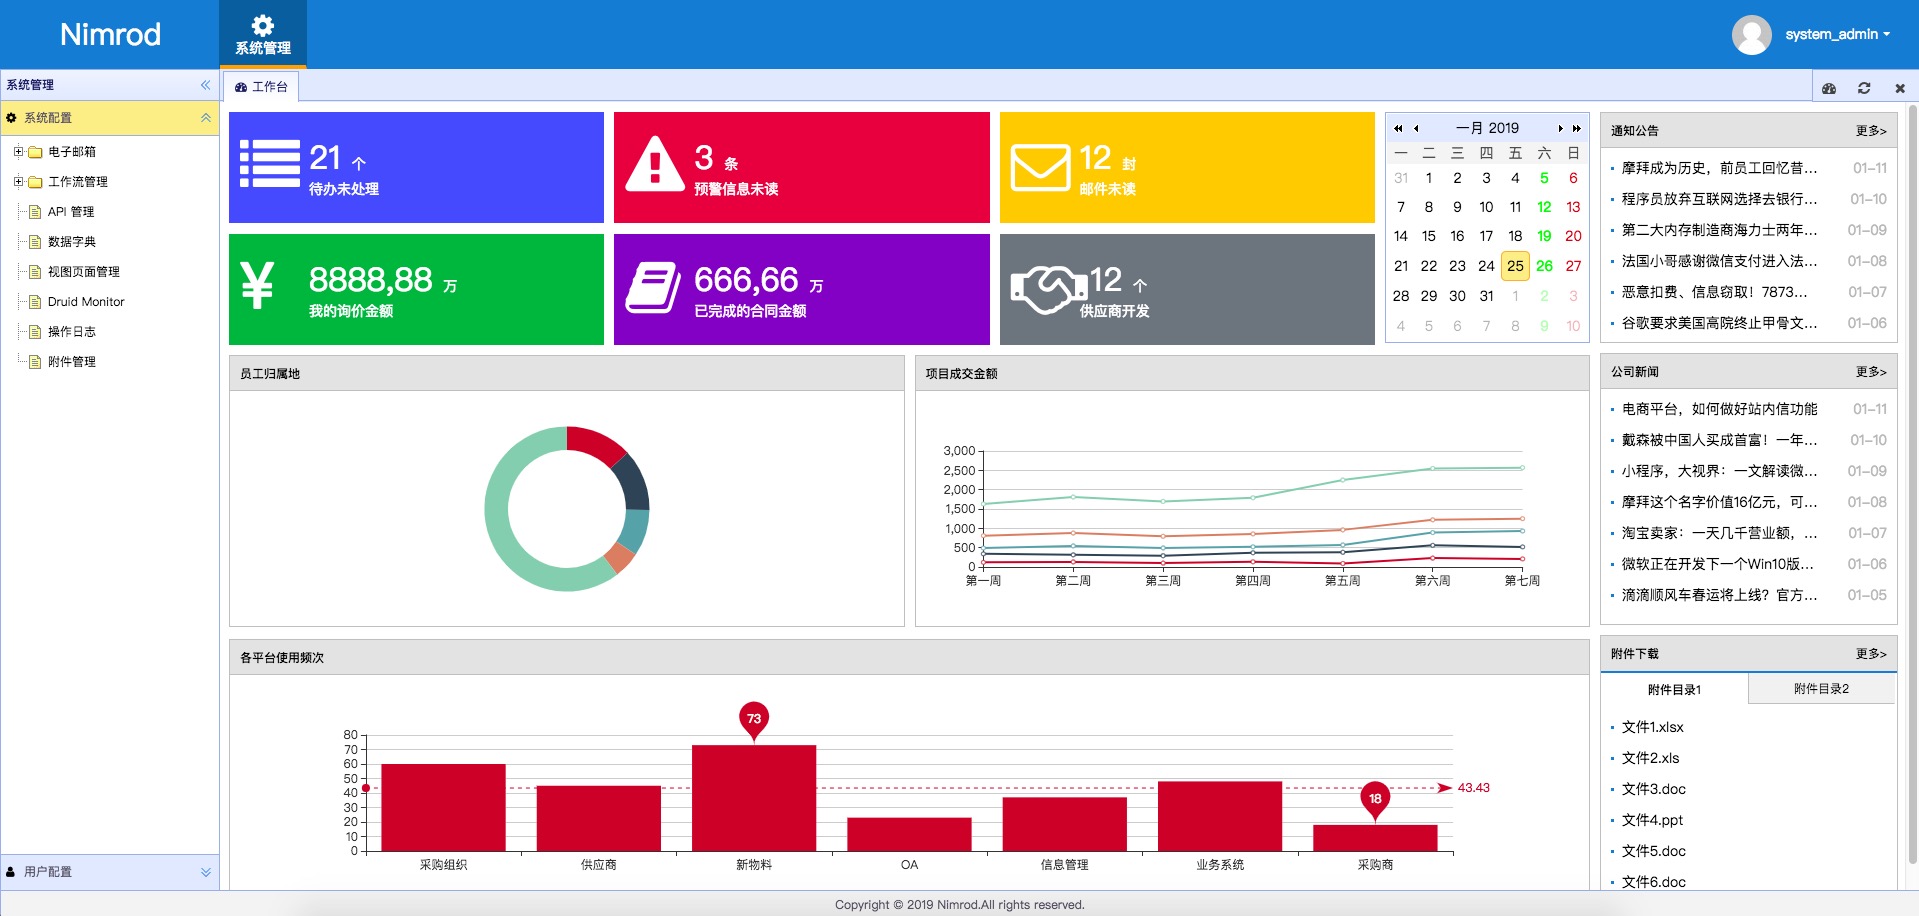 Nimrod
系统管理
system_admin
系统管理
工作台
系统配置
电子邮箱
工作流管理
API 管理
数据字典
视图页面管理
Druid Monitor
操作日志
附件管理
用户配置
21 个
待办未处理
3 条
预警信息未读
12 封
邮件未读
¥ 8888,88 万
我的询价金额
666,66 万
已完成的合同金额
12 个
供应商开发
一月 2019
一 二 三 四 五 六 日
31 1 2 3 4 5 6
7 8 9 10 11 12 13
14 15 16 17 18 19 20
21 22 23 24 25 26 27
28 29 30 31 1 2 3
4 5 6 7 8 9 10
通知公告 更多>
摩拜成为历史，前员工回忆昔... 01-11
程序员放弃互联网选择去银行... 01-10
第二大内存制造商海力士两年... 01-09
法国小哥感谢微信支付进入法... 01-08
恶意扣费、信息窃取！7873... 01-07
谷歌要求美国高院终止甲骨文... 01-06
员工归属地
项目成交金额
3,000
2,500
2,000
1,500
1,000
500
0
第一周 第二周 第三周 第四周 第五周 第六周 第七周
公司新闻 更多>
电商平台，如何做好站内信功能 01-11
戴森被中国人买成首富！一年... 01-10
小程序，大视界：一文解读微... 01-09
摩拜这个名字价值16亿元，可... 01-08
淘宝卖家：一天几千营业额，... 01-07
微软正在开发下一个Win10版... 01-06
滴滴顺风车春运将上线？官方... 01-05
各平台使用频次
80
70
60
50
40
30
20
10
0
73
18
43.43
采购组织 供应商 新物料 OA 信息管理 业务系统 采购商
附件下载 更多>
附件目录1 附件目录2
文件1.xlsx
文件2.xls
文件3.doc
文件4.ppt
文件5.doc
文件6.doc
Copyright © 2019 Nimrod.All rights reserved.